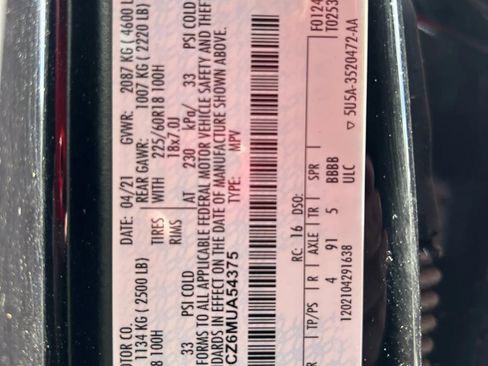 OTOR CO.
DATE: 04/21 GVWR: 2087 KG ( 4600 L
1134 KG ( 2500 LB) REAR GAWR: 1007 KG ( 2220 LB)
8 100H TIRES WITH 225/60R18 100H
RIMS 18x7.0J
33 PSI COLD AT 230 kPa/ 33 PSI COLD
FORMS TO ALL APPLICABLE FEDERAL MOTOR VEHICLE SAFETY AND THEFT
NDARDS IN EFFECT ON THE DATE OF MANUFACTURE SHOWN ABOVE.
CZ6MUA54375 TYPE: MPV
F0124
T0253
RC: 16 DSO:
TP/PS R AXLE TR SPR
4 91 5 BBBB
1202104291638 ULC
▽ 5U5A-3520472-AA